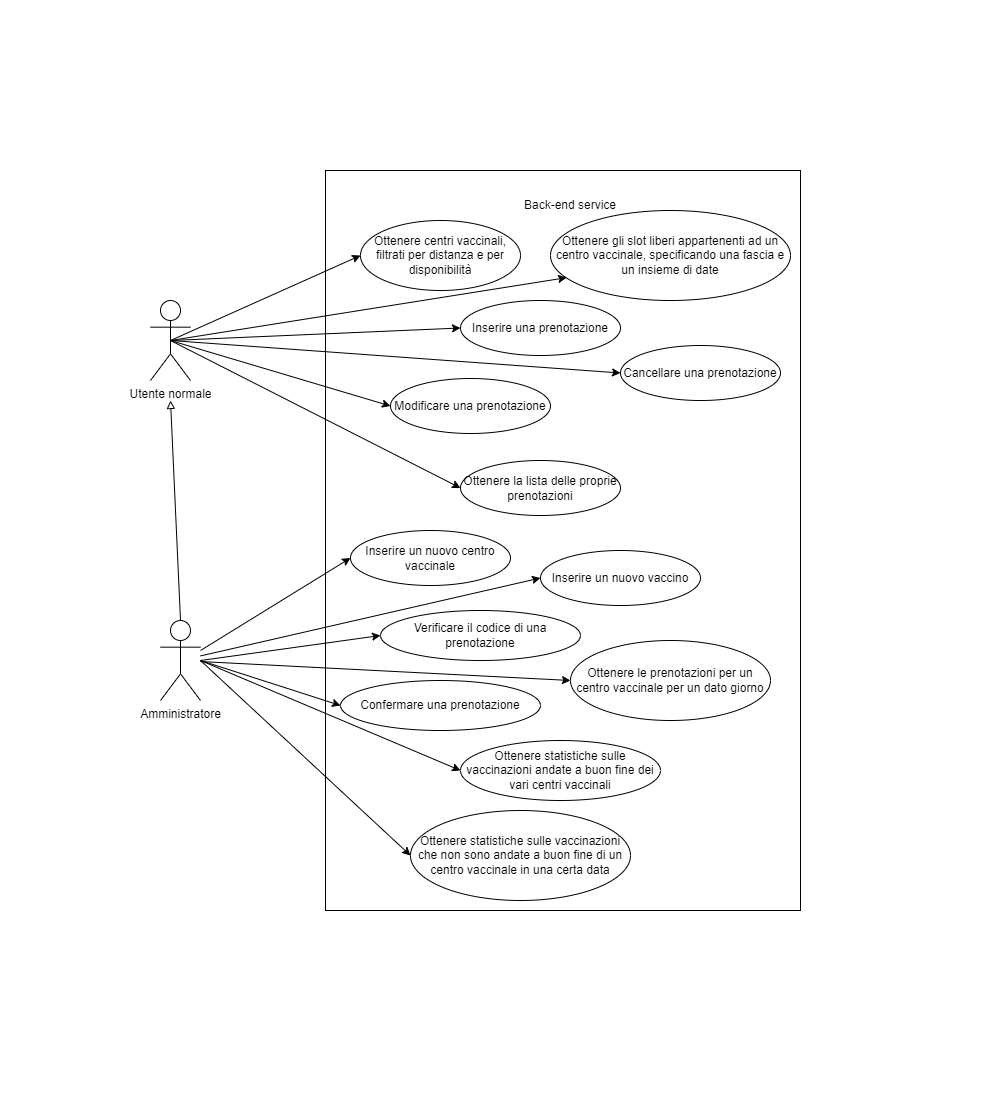 Back-end service
Ottenere centri vaccinali,
filtrati per distanza e per
disponibilità
Ottenere gli slot liberi appartenenti ad un
centro vaccinale, specificando una fascia e
un insieme di date
Inserire una prenotazione
Cancellare una prenotazione
Utente normale
Modificare una prenotazione
Ottenere la lista delle proprie
prenotazioni
Inserire un nuovo centro
vaccinale
Inserire un nuovo vaccino
Verificare il codice di una
prenotazione
Ottenere le prenotazioni per un
centro vaccinale per un dato giorno
Confermare una prenotazione
Amministratore
Ottenere statistiche sulle
vaccinazioni andate a buon fine dei
vari centri vaccinali
Ottenere statistiche sulle vaccinazioni
che non sono andate a buon fine di un
centro vaccinale in una certa data